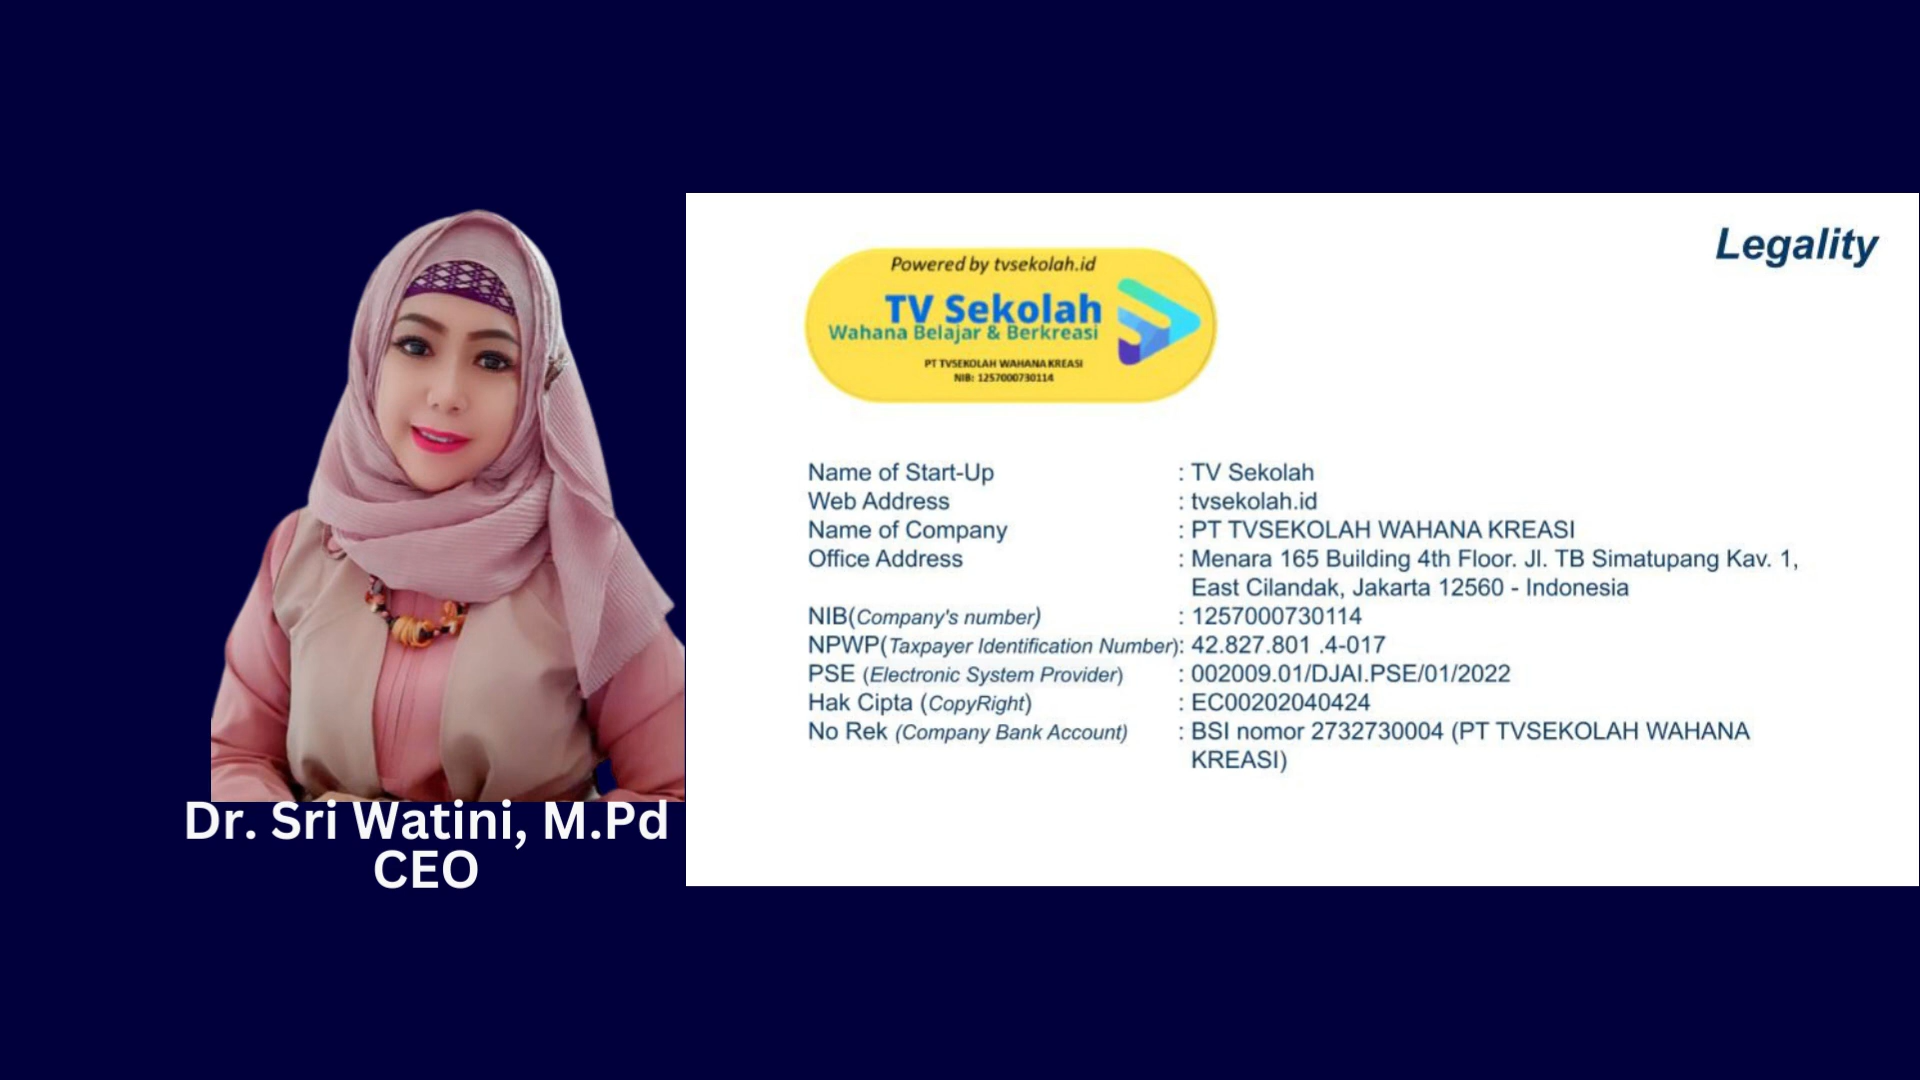 Legality
Powered by tvsekolah.id
TV Sekolah
Wahana Belajar & Berkreasi
PT TVSEKOLAH WAHANA KREASI
NIB: 1257000730114
Name of Start-Up : TV Sekolah
Web Address : tvsekolah.id
Name of Company : PT TVSEKOLAH WAHANA KREASI
Office Address : Menara 165 Building 4th Floor. Jl. TB Simatupang Kav. 1,
East Cilandak, Jakarta 12560 - Indonesia
NIB(Company's number) : 1257000730114
NPWP(Taxpayer Identification Number): 42.827.801 .4-017
PSE (Electronic System Provider) : 002009.01/DJAI.PSE/01/2022
Hak Cipta (CopyRight) : EC00202040424
No Rek (Company Bank Account) : BSI nomor 2732730004 (PT TVSEKOLAH WAHANA
KREASI)
Dr. Sri Watini, M.Pd
CEO